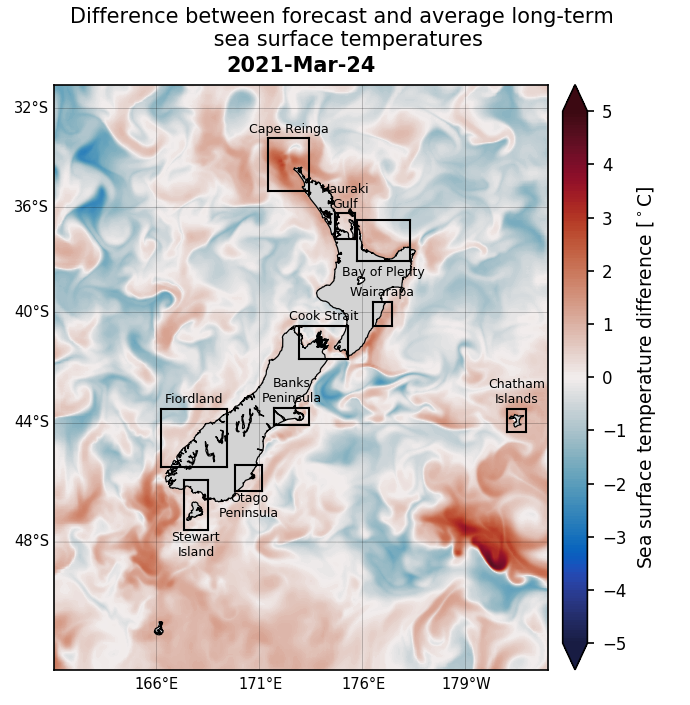 Difference between forecast and average long-term
sea surface temperatures
2021-Mar-24
32°S
36°S
40°S
44°S
48°S
166°E
171°E
176°E
179°W
Cape Reinga
Hauraki
Gulf
Bay of Plenty
Wairarapa
Cook Strait
Banks
Peninsula
Fiordland
Chatham
Islands
Otago
Peninsula
Stewart
Island
5
4
3
2
1
0
−1
−2
−3
−4
−5
Sea surface temperature difference [°C]